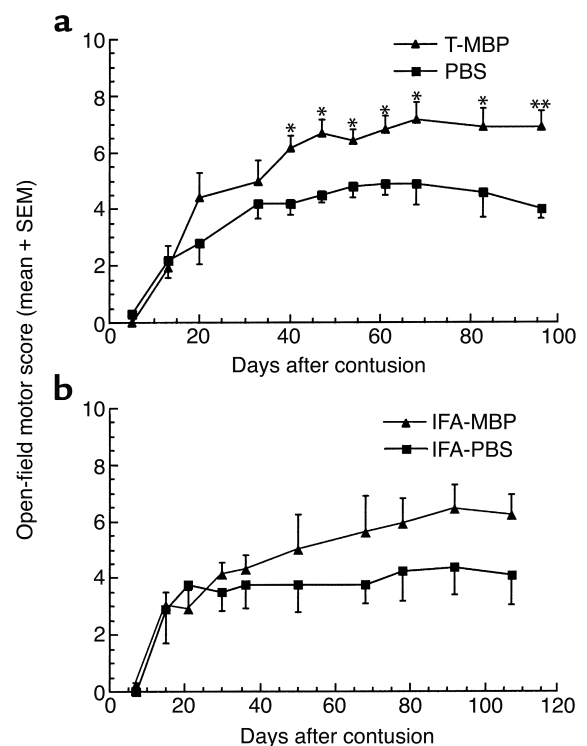 a
10
T-MBP
PBS
8
* * * * * * **
6
4
2
0
0 20 40 60 80 100
Days after contusion
Open-field motor score (mean + SEM)
b
10
IFA-MBP
IFA-PBS
8
6
4
2
0
0 20 40 60 80 100 120
Days after contusion